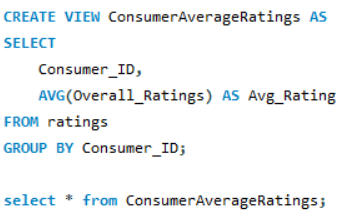 CREATE VIEW ConsumerAverageRatings AS
SELECT
    Consumer_ID,
    AVG(Overall_Ratings) AS Avg_Rating
FROM ratings
GROUP BY Consumer_ID;

select * from ConsumerAverageRatings;